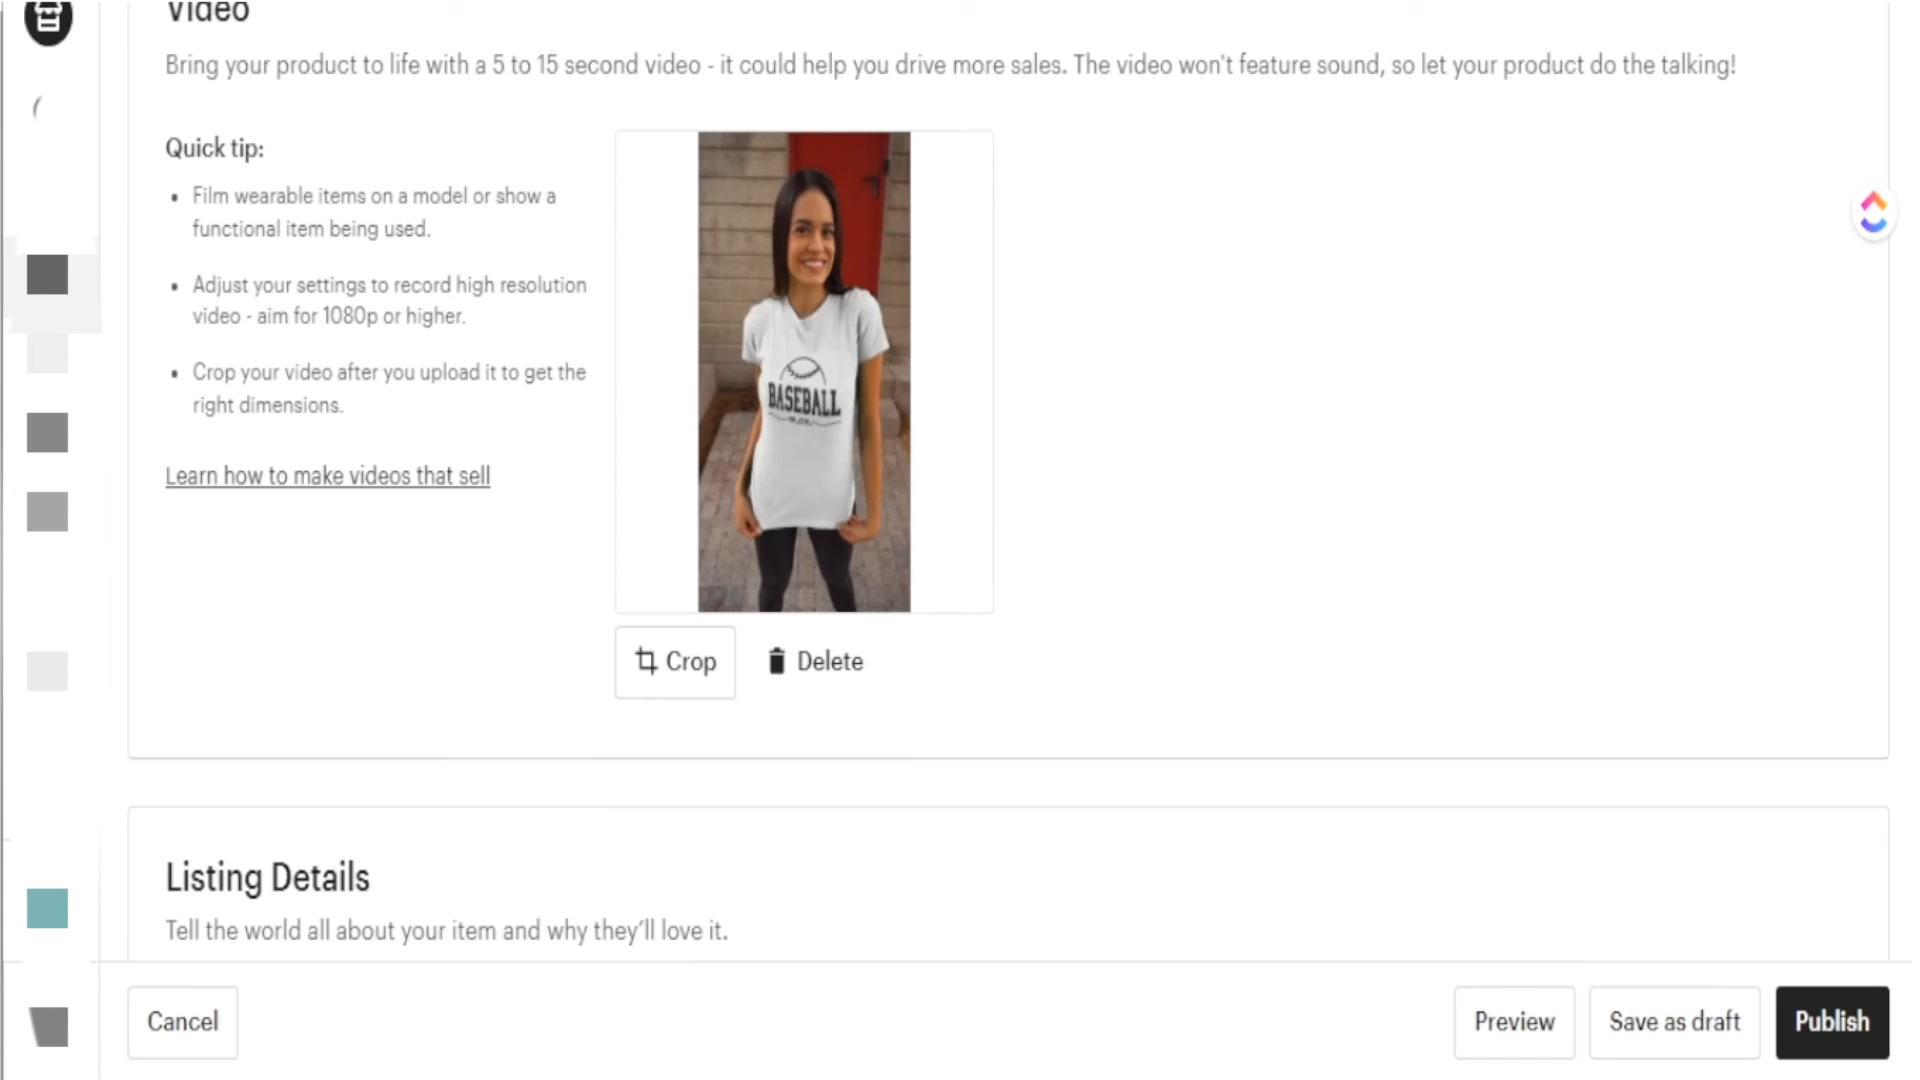 Video
Bring your product to life with a 5 to 15 second video - it could help you drive more sales. The video won't feature sound, so let your product do the talking!
Quick tip:
Film wearable items on a model or show a
functional item being used.
Adjust your settings to record high resolution
video - aim for 1080p or higher.
Crop your video after you upload it to get the
right dimensions.
Learn how to make videos that sell
BASEBALL
Crop
Delete
Listing Details
Tell the world all about your item and why they’ll love it.
Cancel
Preview
Save as draft
Publish